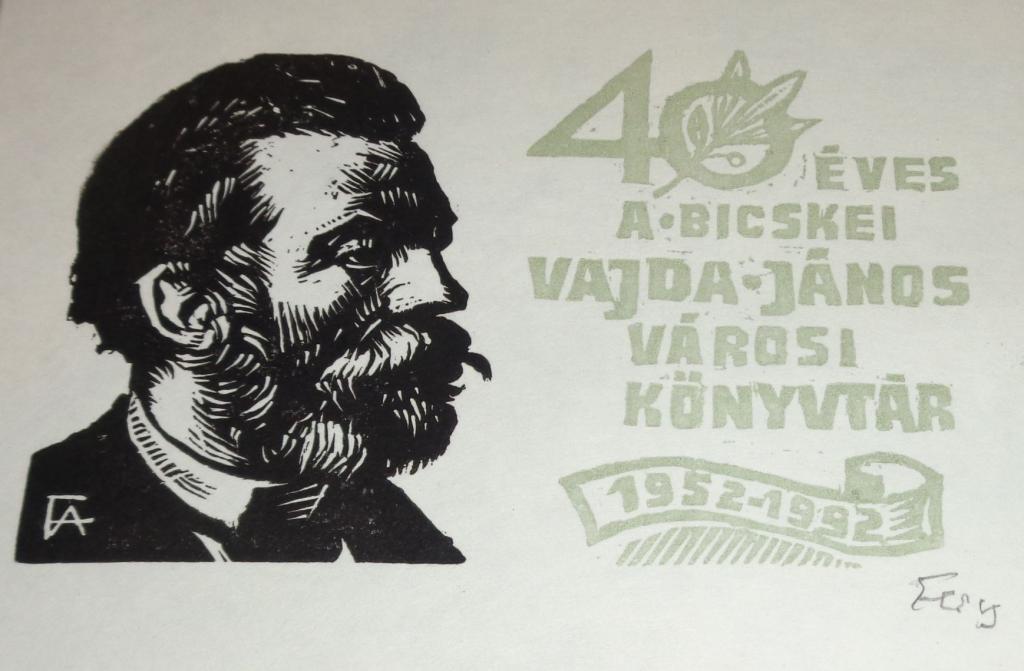 40 ÉVES
A·BICSKEI
VAJDA·JÁNOS
VÁROSI
KÖNYVTÁR
1952-1992